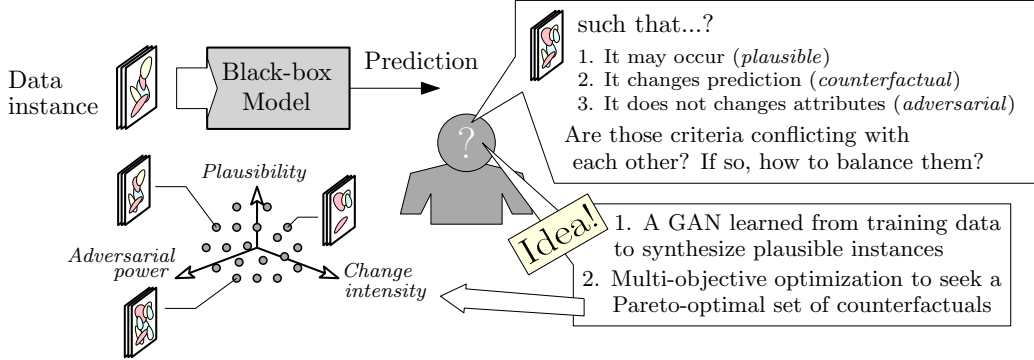 such that...?
1. It may occur (plausible)
2. It changes prediction (counterfactual)
3. It does not changes attributes (adversarial)
Are those criteria conflicting with
each other? If so, how to balance them?
Data
instance
Black-box
Model
Prediction
?
Plausibility
Adversarial
power
Change
intensity
Idea!
1. A GAN learned from training data
to synthesize plausible instances
2. Multi-objective optimization to seek a
Pareto-optimal set of counterfactuals